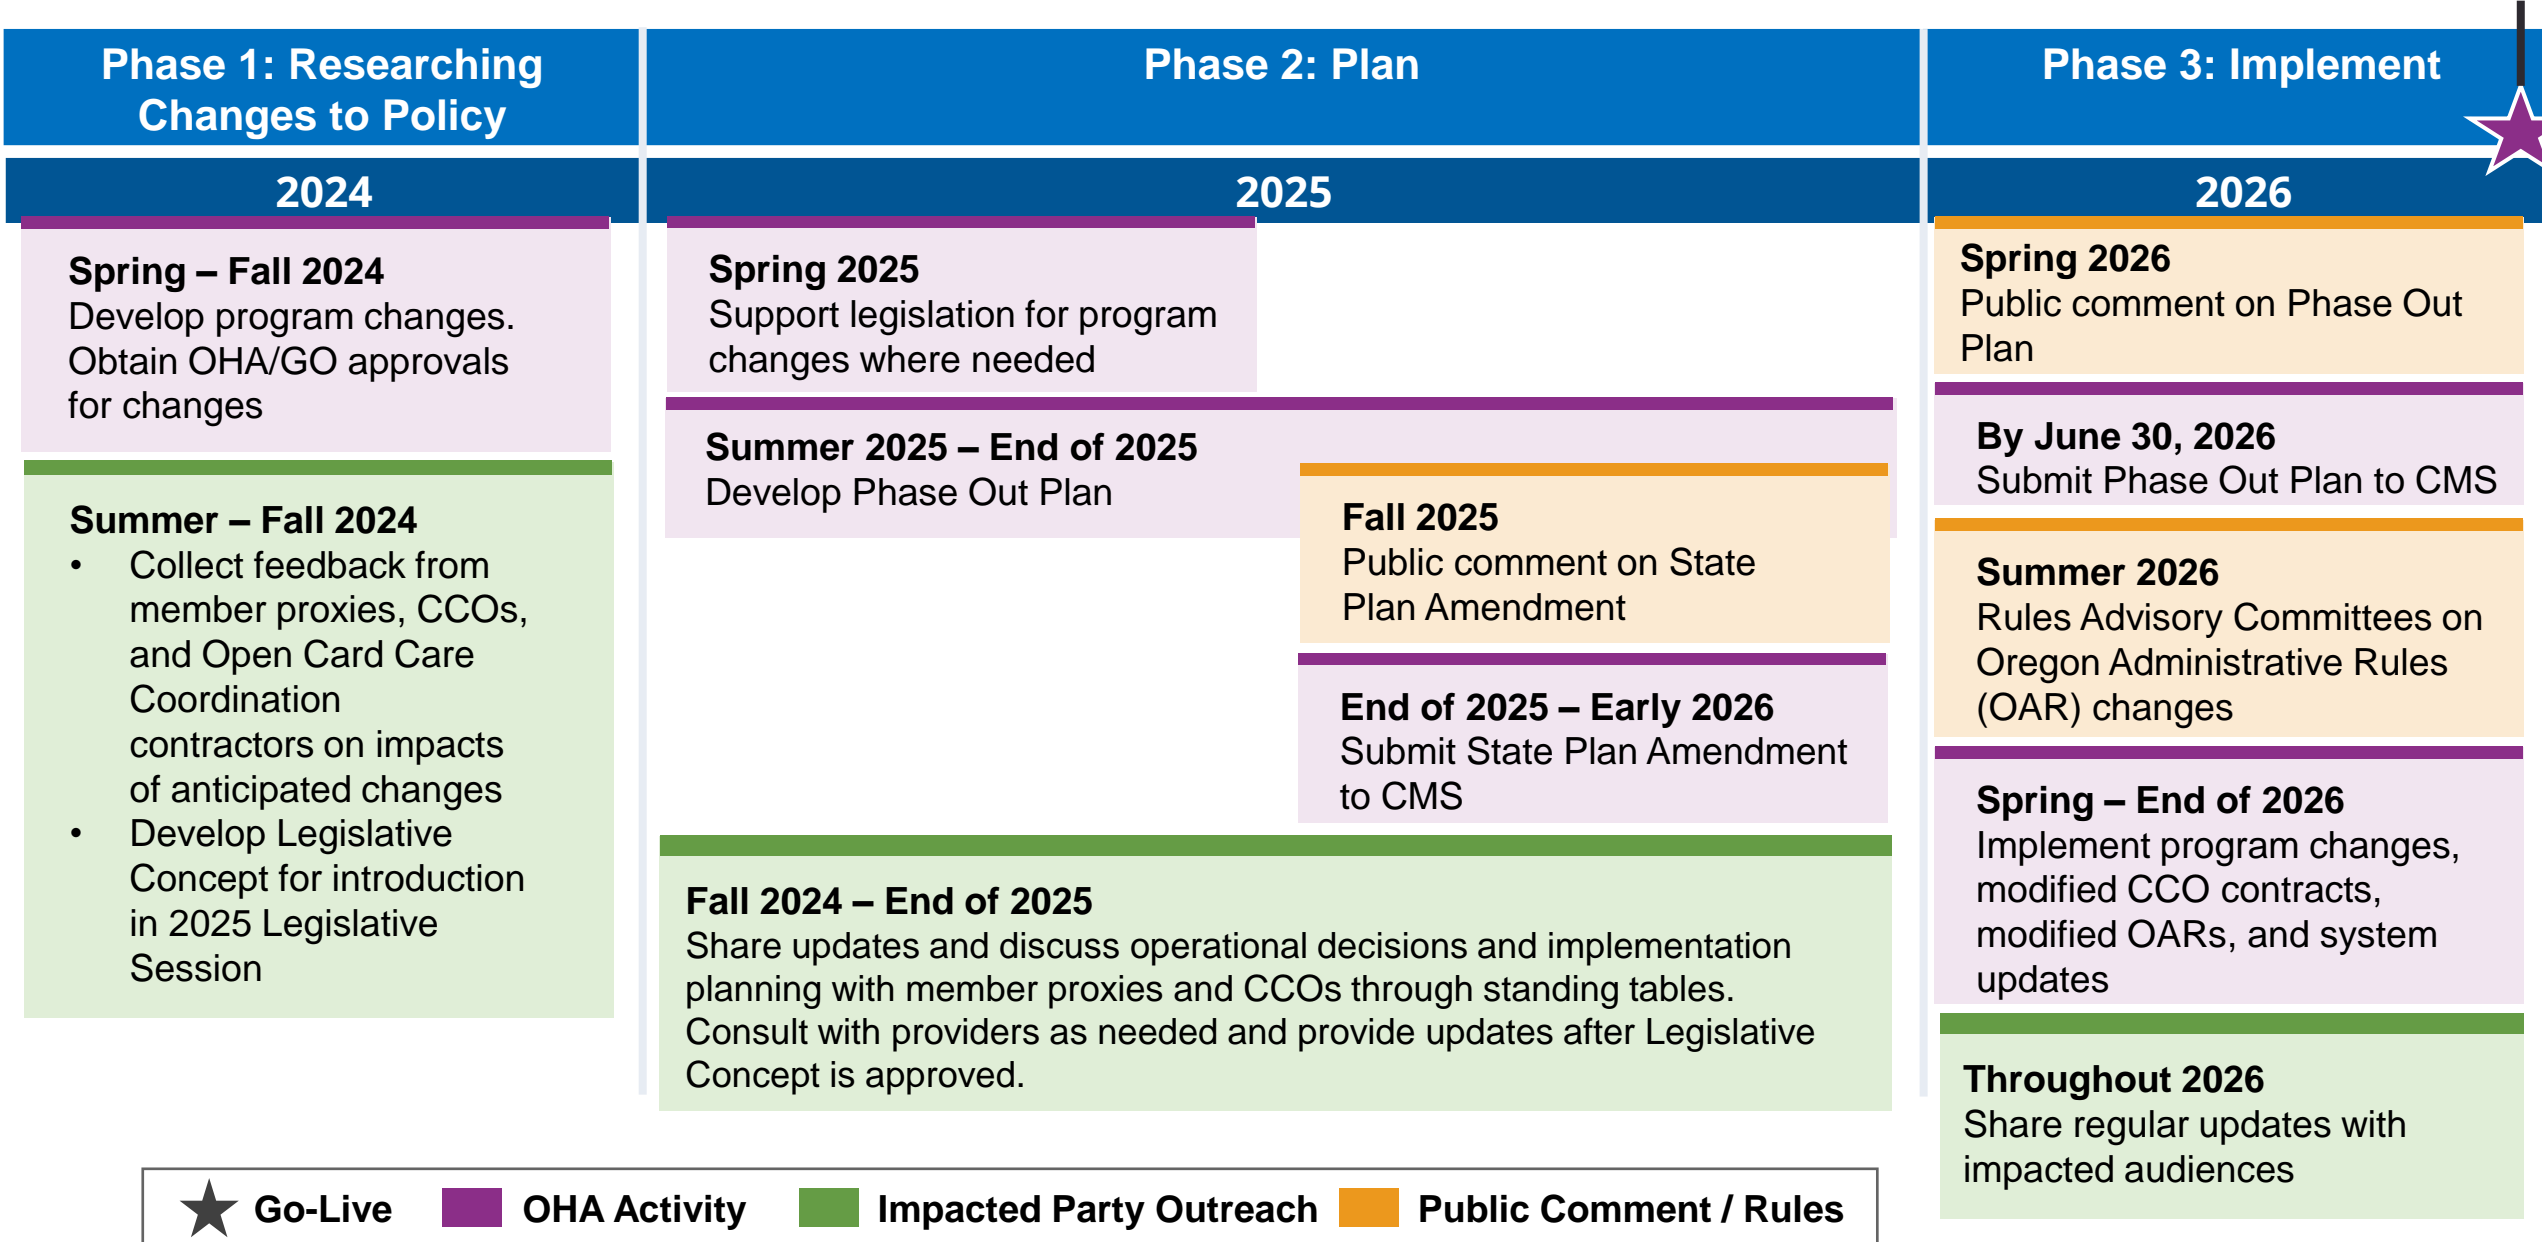 Phase 1: Researching
Changes to Policy
Phase 2: Plan
Phase 3: Implement
2024
2025
2026
Spring – Fall 2024
Develop program changes.
Obtain OHA/GO approvals
for changes
Summer – Fall 2024
• Collect feedback from
member proxies, CCOs,
and Open Card Care
Coordination
contractors on impacts
of anticipated changes
• Develop Legislative
Concept for introduction
in 2025 Legislative
Session
Spring 2025
Support legislation for program
changes where needed
Summer 2025 – End of 2025
Develop Phase Out Plan
Fall 2025
Public comment on State
Plan Amendment
End of 2025 – Early 2026
Submit State Plan Amendment
to CMS
Fall 2024 – End of 2025
Share updates and discuss operational decisions and implementation
planning with member proxies and CCOs through standing tables.
Consult with providers as needed and provide updates after Legislative
Concept is approved.
Spring 2026
Public comment on Phase Out
Plan
By June 30, 2026
Submit Phase Out Plan to CMS
Summer 2026
Rules Advisory Committees on
Oregon Administrative Rules
(OAR) changes
Spring – End of 2026
Implement program changes,
modified CCO contracts,
modified OARs, and system
updates
Throughout 2026
Share regular updates with
impacted audiences
Go-Live
OHA Activity
Impacted Party Outreach
Public Comment / Rules